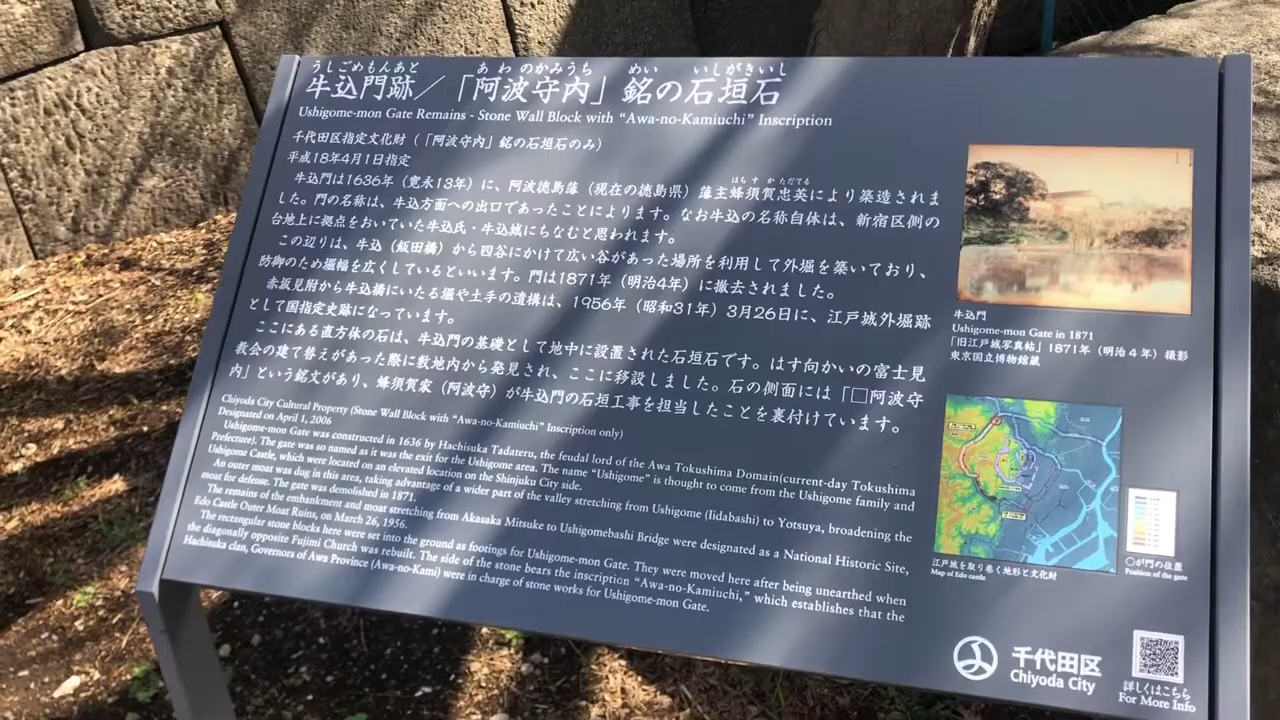 うしごめもんあと　あわのかみうち　めい　いしがきいし
牛込門跡／「阿波守内」銘の石垣石
Ushigome-mon Gate Remains - Stone Wall Block with “Awa-no-Kamiuchi” Inscription
千代田区指定文化財（「阿波守内」銘の石垣石のみ）
平成18年4月1日指定
はちすかただてる
牛込門は1636年（寛永13年）に、阿波徳島藩（現在の徳島県）藩主蜂須賀忠英により築造されま
した。門の名称は、牛込方面への出口であったことによります。なお牛込の名称自体は、新宿区側の
台地上に拠点をおいていた牛込氏・牛込城にちなむと思われます。
この辺りは、牛込（飯田橋）から四谷にかけて広い谷があった場所を利用して外堀を築いており、
防御のため堀幅を広くしているといいます。門は1871年（明治4年）に撤去されました。
赤坂見附から牛込橋にいたる堀や土手の遺構は、1956年（昭和31年）3月26日に、江戸城外堀跡
として国指定史跡になっています。
ここにある直方体の石は、牛込門の基礎として地中に設置された石垣石です。はす向かいの富士見
教会の建て替えがあった際に敷地内から発見され、ここに移設しました。石の側面には「□阿波守
内」という銘文があり、蜂須賀家（阿波守）が牛込門の石垣工事を担当したことを裏付けています。
Chiyoda City Cultural Property (Stone Wall Block with “Awa-no-Kamiuchi” Inscription only)
Designated on April 1, 2006
Ushigome-mon Gate was constructed in 1636 by Hachisuka Tadateru, the feudal lord of the Awa Tokushima Domain(current-day Tokushima
Prefecture). The gate was so named as it was the exit for the Ushigome area. The name “Ushigome” is thought to come from the Ushigome family and
Ushigome Castle, which were located on an elevated location on the Shinjuku City side.
An outer moat was dug in this area, taking advantage of a wider part of the valley stretching from Ushigome (Iidabashi) to Yotsuya, broadening the
moat for defense. The gate was demolished in 1871.
The remains of the embankment and moat stretching from Akasaka Mitsuke to Ushigomebashi Bridge were designated as a National Historic Site,
Edo Castle Outer Moat Ruins, on March 26, 1956.
The rectangular stone blocks here were set into the ground as footings for Ushigome-mon Gate. They were moved here after being unearthed when
the diagonally opposite Fujimi Church was rebuilt. The side of the stone bears the inscription “Awa-no-Kamiuchi,” which establishes that the
Hachisuka clan, Governors of Awa Province (Awa-no-Kami) were in charge of stone works for Ushigome-mon Gate.
牛込門
Ushigome-mon Gate in 1871
「旧江戸城写真帖」1871年（明治4年）撮影
東京国立博物館蔵
江戸城を取り巻く地形と文化財
Map of Edo castle
○が門の位置
Position of the gate
千代田区
Chiyoda City
詳しくはこちら
For More Info